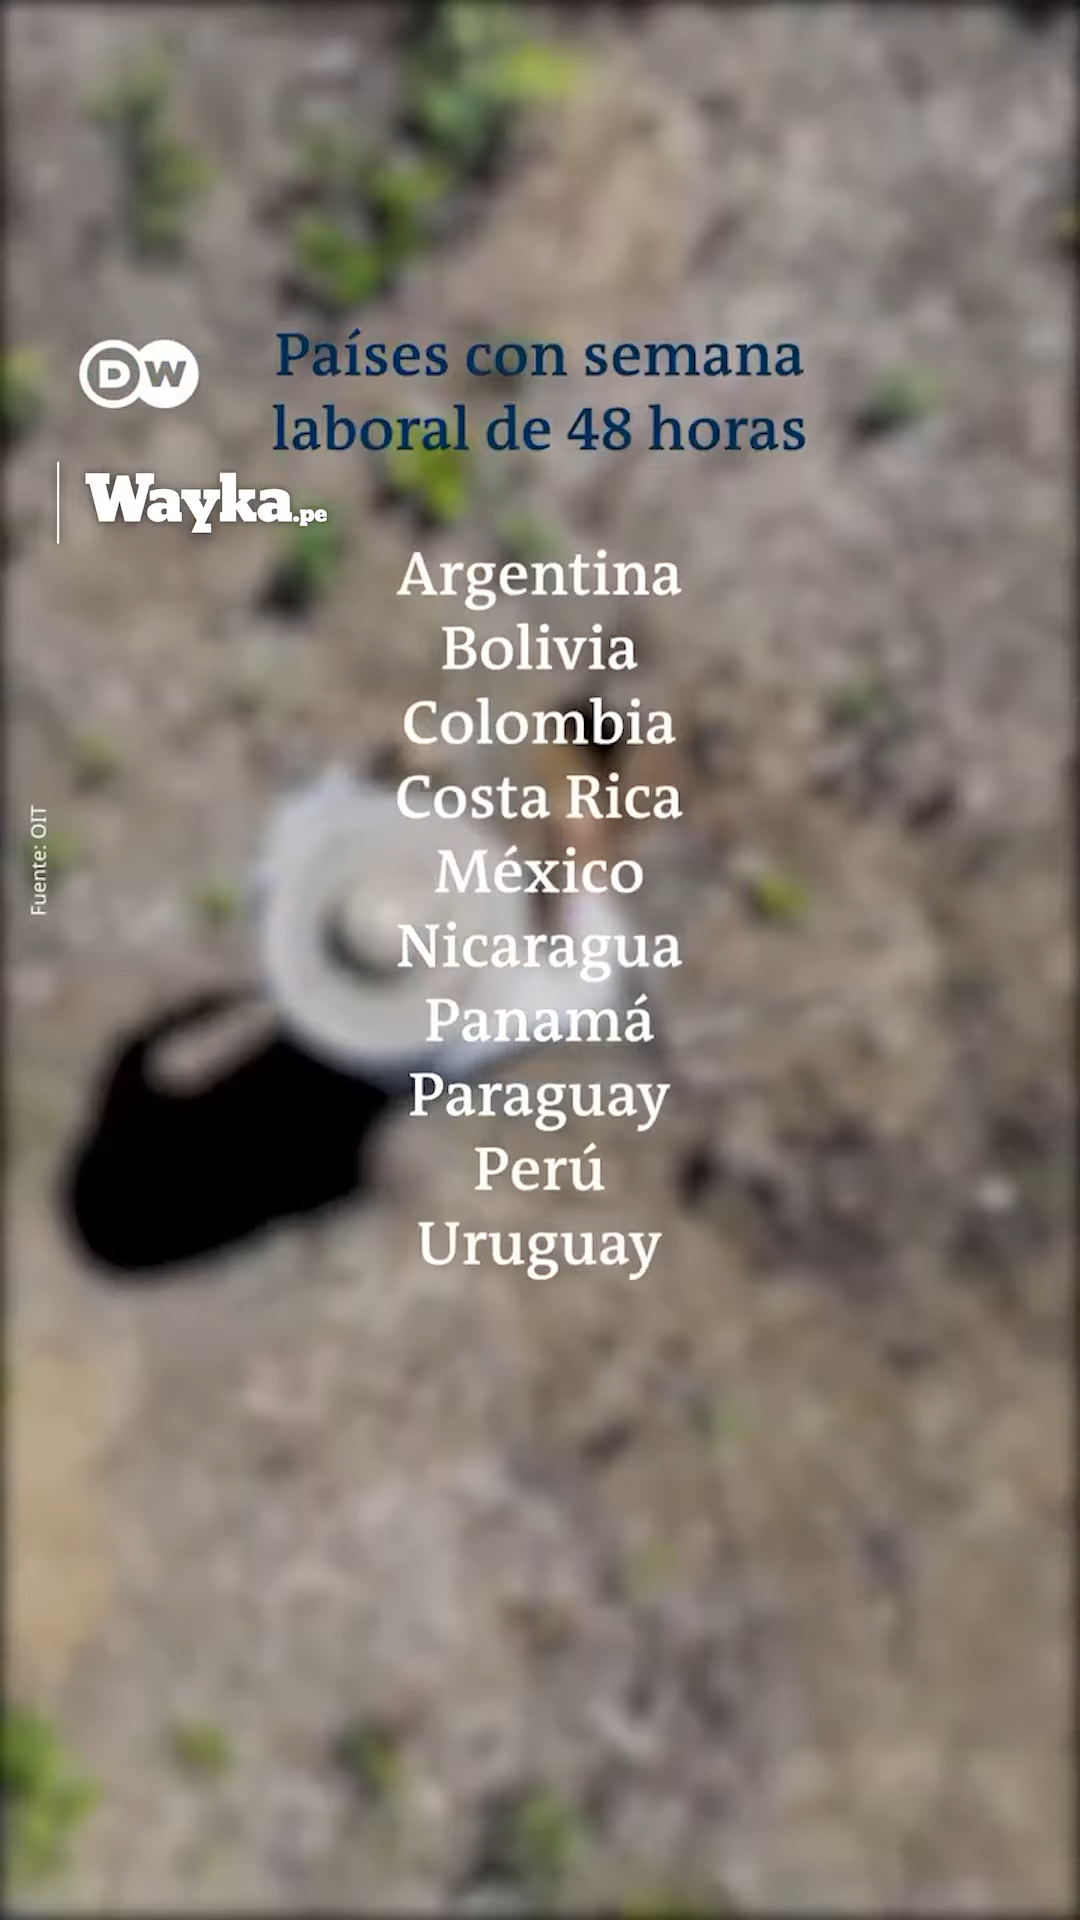 DW
Países con semana
laboral de 48 horas
Wayka.pe
Argentina
Bolivia
Colombia
Costa Rica
México
Nicaragua
Panamá
Paraguay
Perú
Uruguay
Fuente: OIT